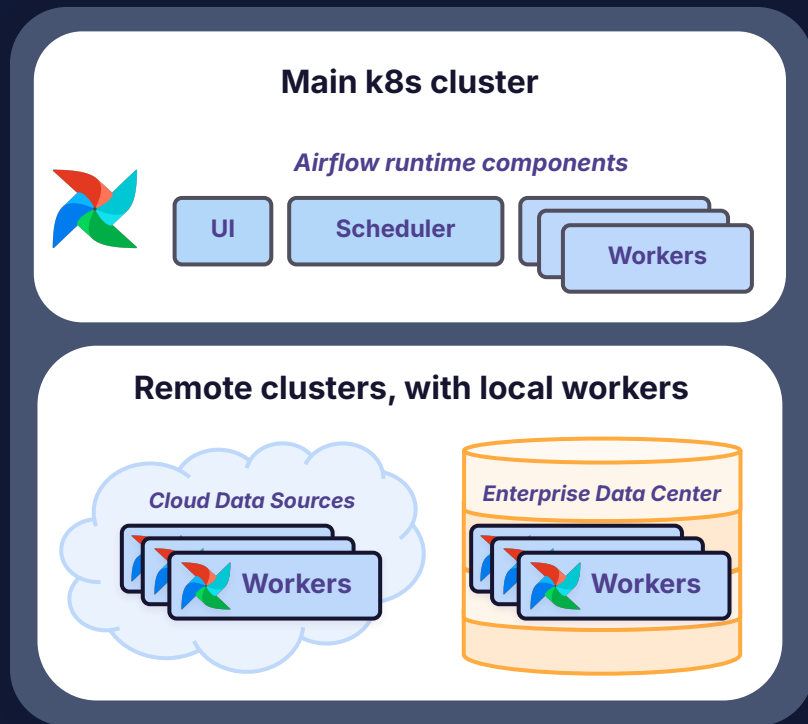 Main k8s cluster
Airflow runtime components
UI
Scheduler
Workers
Remote clusters, with local workers
Cloud Data Sources
Workers
Enterprise Data Center
Workers